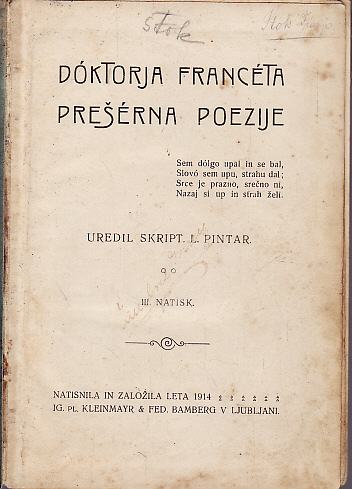 Stok
Stok
DÓKTORJA FRANCÉTA
PREŠÉRNA POEZIJE
Sem dólgo upal in se bal,
Slovó sem upu, strahu dal;
Srce je prazno, srečno ni,
Nazaj si up in strah želi.
UREDIL SKRIPT. L. PINTAR.
III. NATISK.
NATISNILA IN ZALOŽILA LETA 1914
IG. PL. KLEINMAYR & FED. BAMBERG V LJUBLJANI.